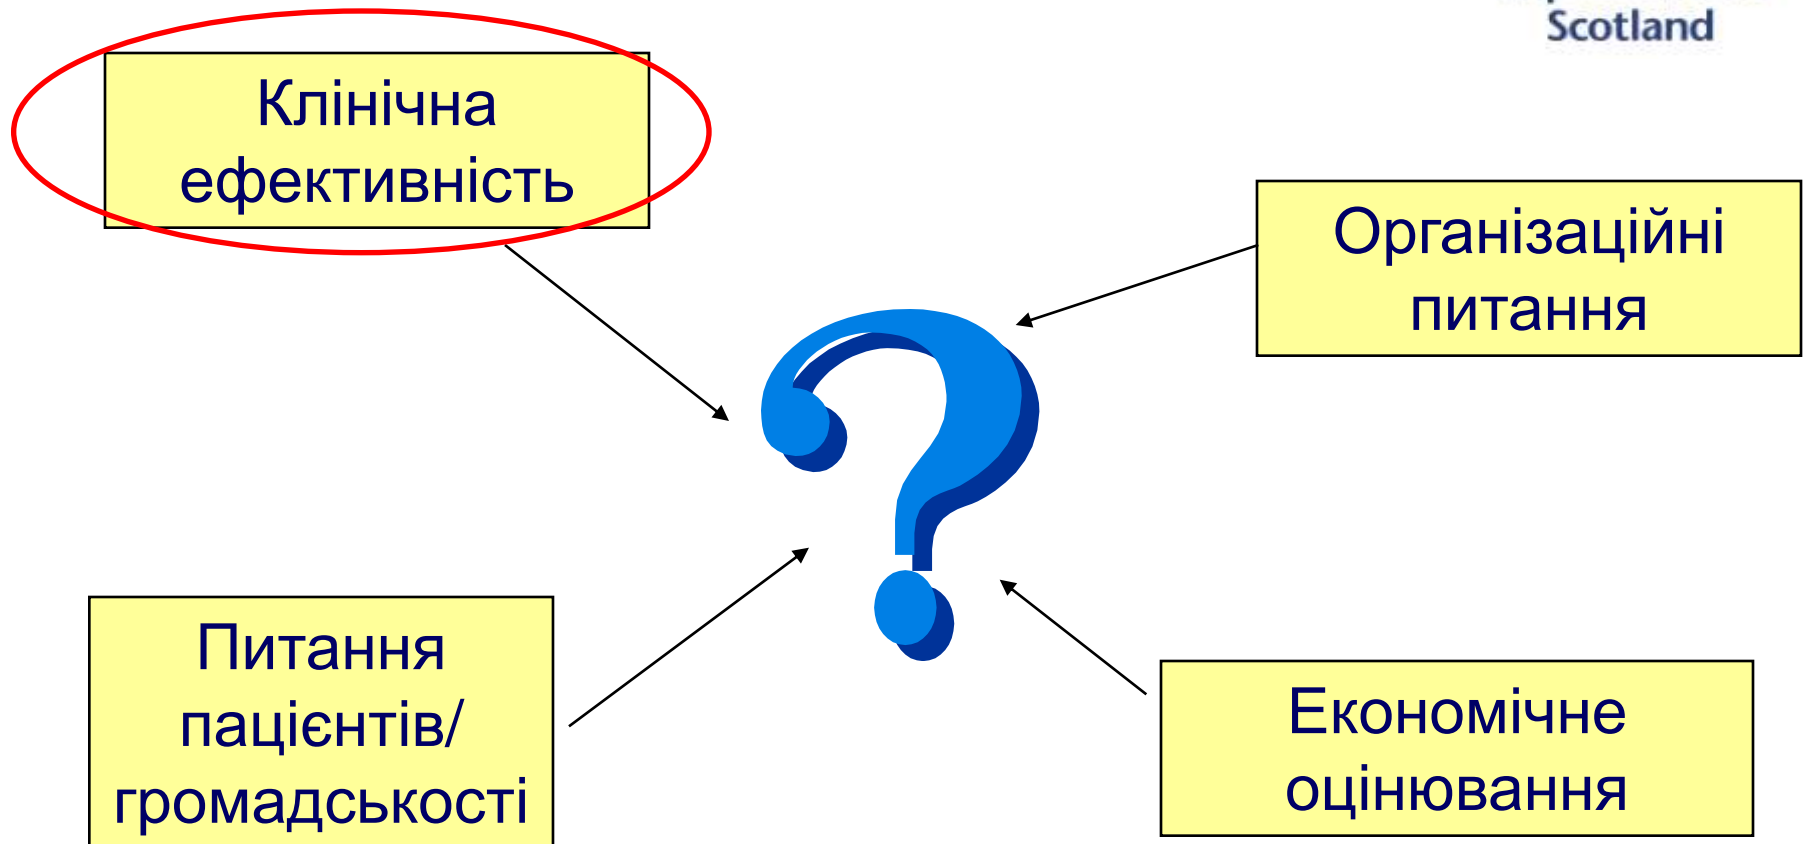 Scotland
Клінічна
ефективність
Організаційні
питання
Питання
пацієнтів/
громадськості
Економічне
оцінювання